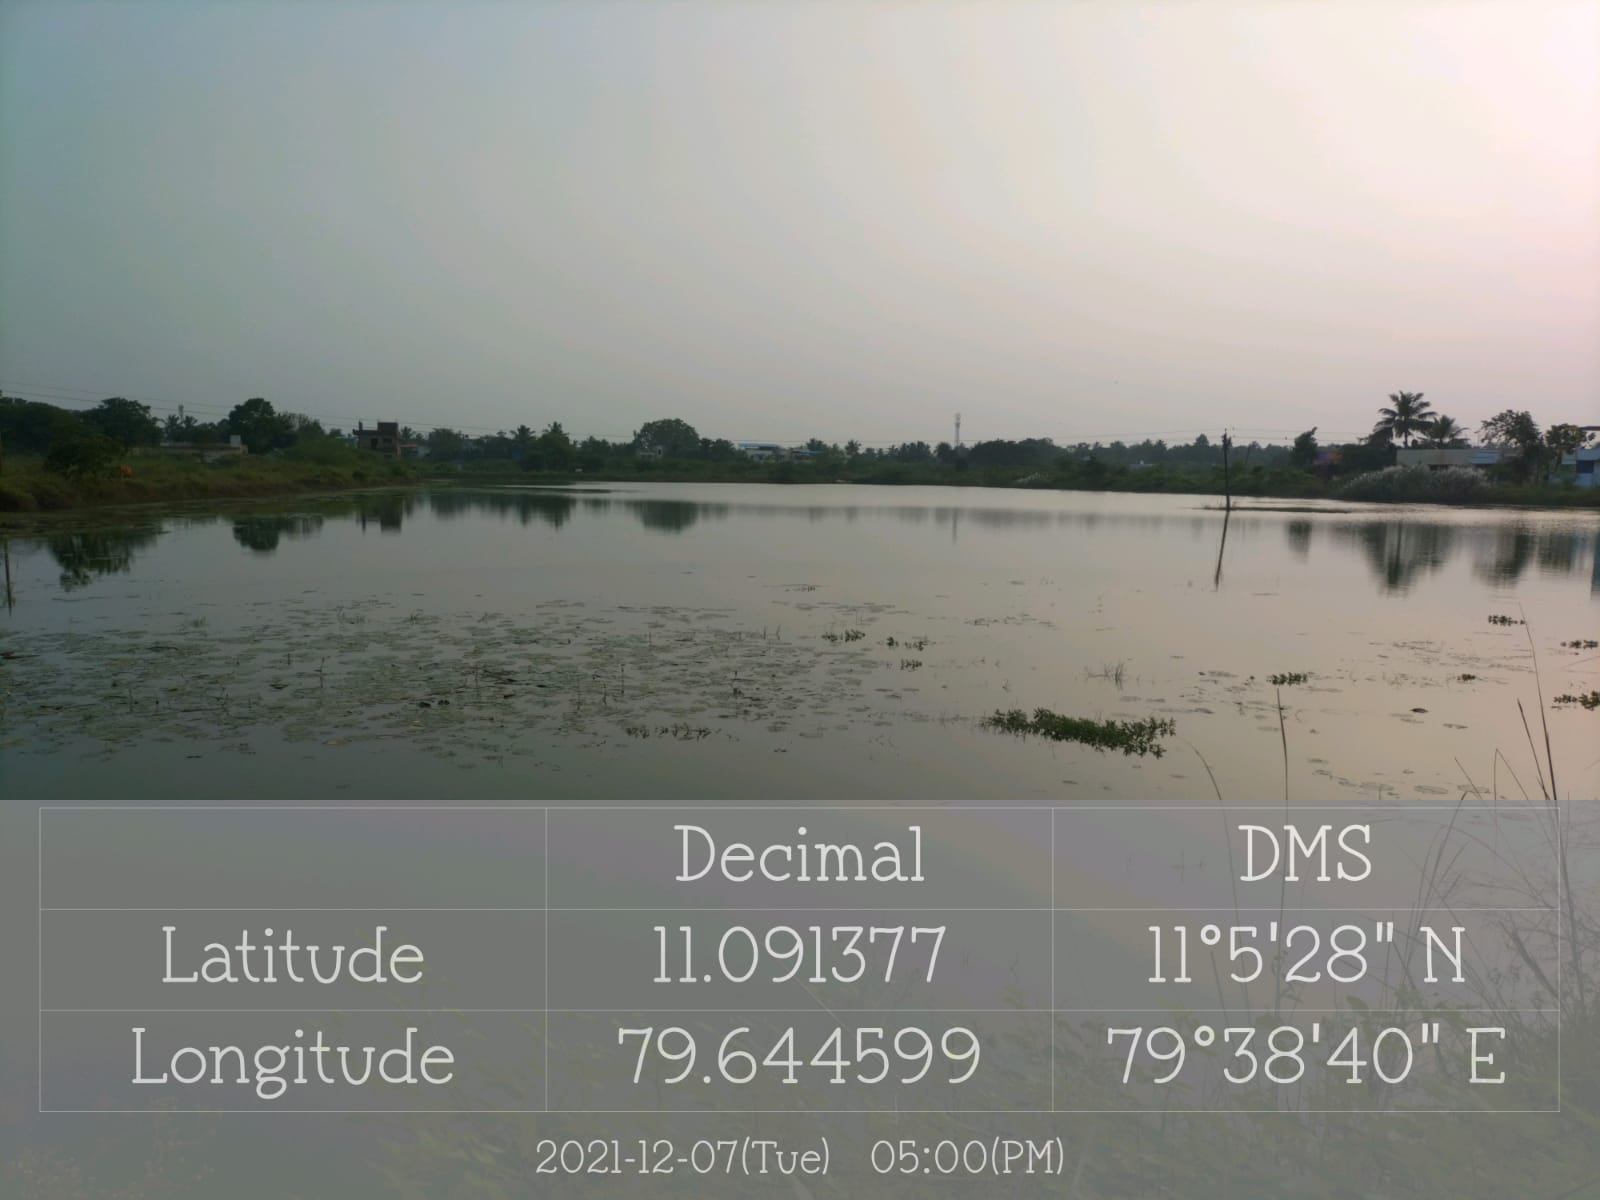 Decimal DMS
Latitude 11.091377 11°5'28" N
Longitude 79.644599 79°38'40" E
2021-12-07(Tue) 05:00(PM)